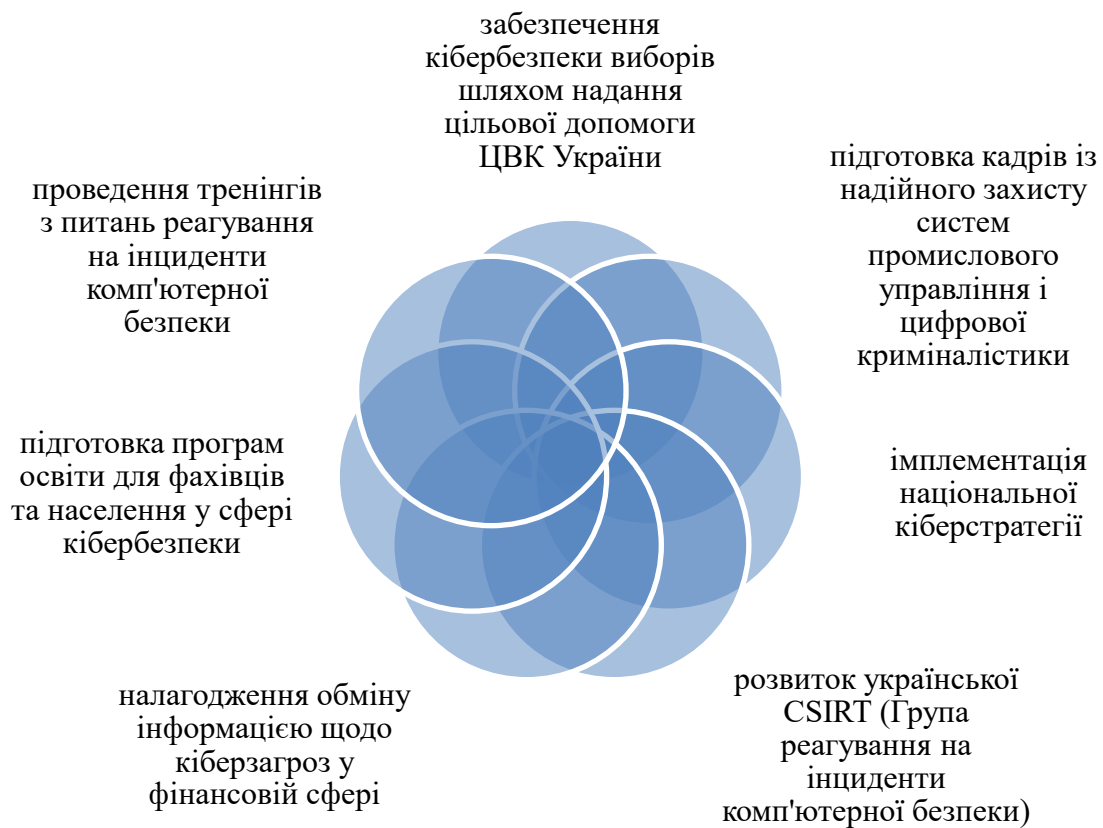 забезпечення
кібербезпеки виборів
шляхом надання
цільової допомоги
ЦВК України
підготовка кадрів із
надійного захисту
систем
промислового
управління і
цифрової
криміналістики
імплементація
національної
кіберстратегії
розвиток української
CSIRT (Група
реагування на
інциденти
комп'ютерної безпеки)
налагодження обміну
інформацією щодо
кіберзагроз у
фінансовій сфері
підготовка програм
освіти для фахівців
та населення у сфері
кібербезпеки
проведення тренінгів
з питань реагування
на інциденти
комп'ютерної
безпеки